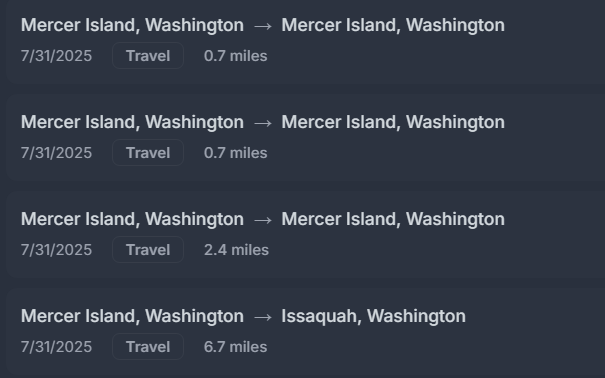 Mercer Island, Washington → Mercer Island, Washington
7/31/2025 Travel 0.7 miles
Mercer Island, Washington → Mercer Island, Washington
7/31/2025 Travel 0.7 miles
Mercer Island, Washington → Mercer Island, Washington
7/31/2025 Travel 2.4 miles
Mercer Island, Washington → Issaquah, Washington
7/31/2025 Travel 6.7 miles